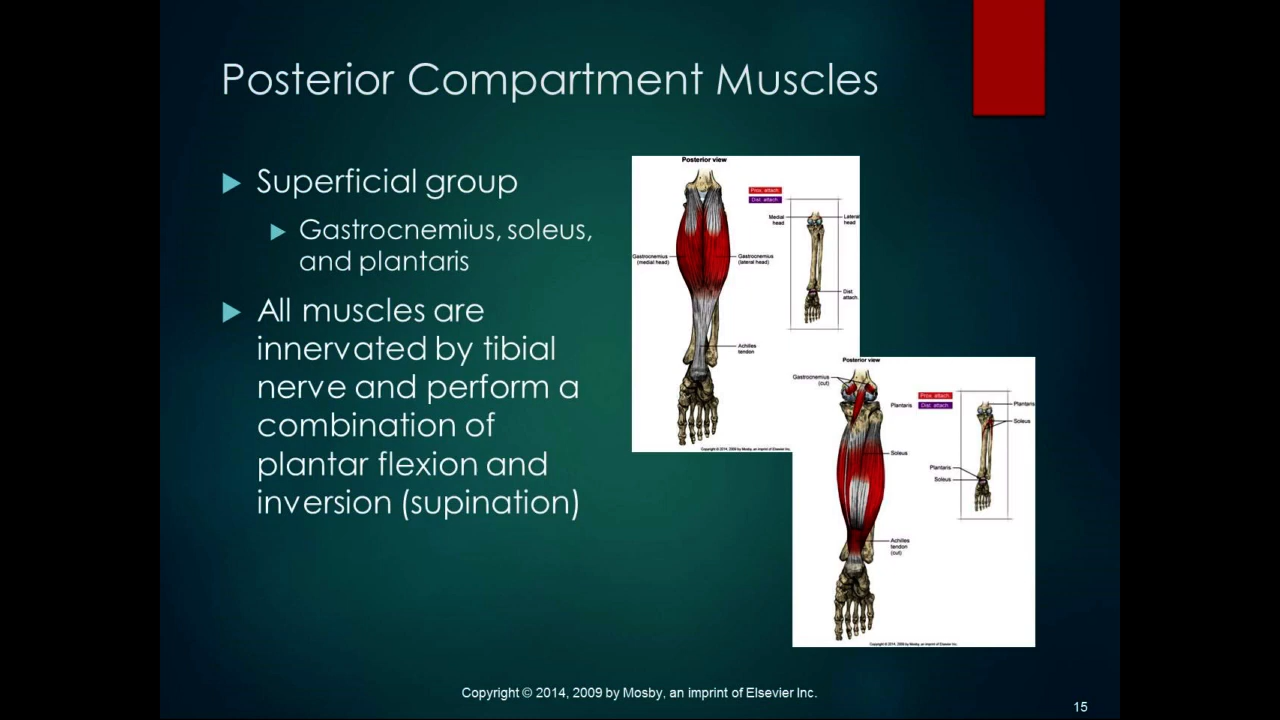 Posterior Compartment Muscles
Superficial group
Gastrocnemius, soleus,
and plantaris
All muscles are
innervated by tibial
nerve and perform a
combination of
plantar flexion and
inversion (supination)
Posterior view
Prox. attach.
Dist. attach.
Medial
head
Lateral
head
Gastrocnemius
(medial head)
Gastrocnemius
(lateral head)
Dist.
attach.
Achilles
tendon
Copyright © 2014, 2009 by Mosby, an imprint of Elsevier Inc.
Posterior view
Gastrocnemius
(cut)
Plantaris
Prox. attach.
Dist. attach.
Plantaris
Soleus
Soleus
Plantaris
Soleus
Achilles
tendon
(cut)
Copyright © 2014, 2009 by Mosby, an imprint of Elsevier Inc.
Copyright © 2014, 2009 by Mosby, an imprint of Elsevier Inc.
15